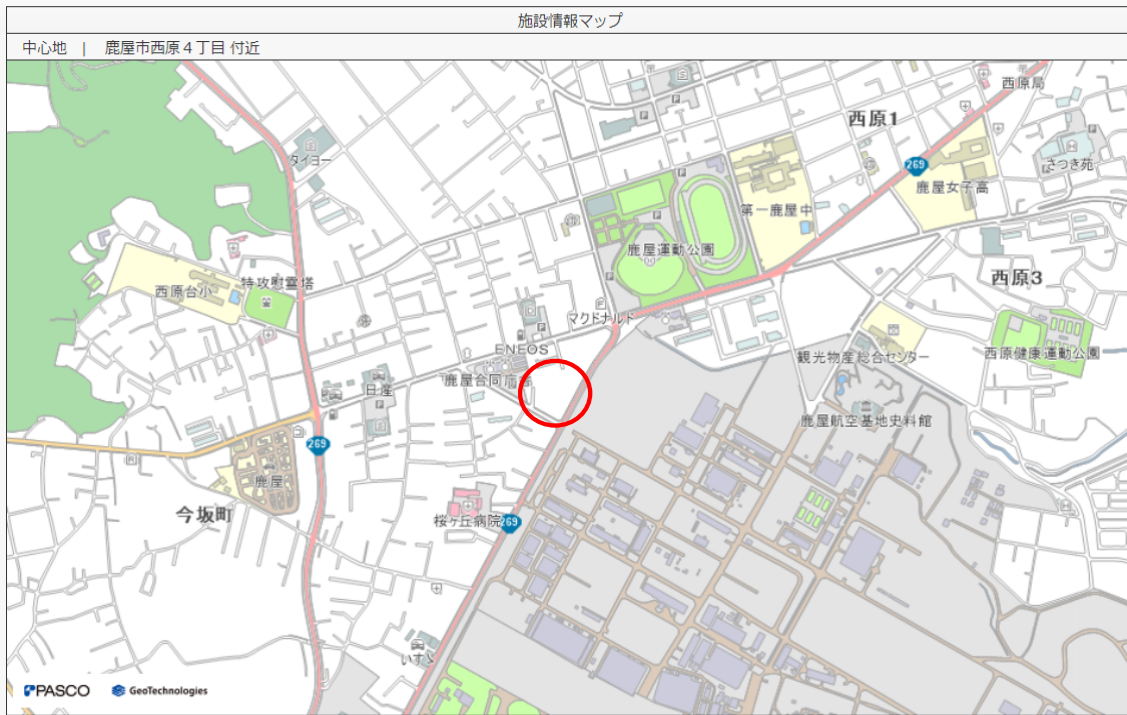 施設情報マップ
中心地 | 鹿屋市西原４丁目 付近
西原局
西原1
タイヨー
269
さつき苑
鹿屋女子高
第一鹿屋中
鹿屋運動公園
特攻慰霊塔
西原台小
西原3
マクドナルド
ENEOS
観光物産総合センター
西原健康運動公園
鹿屋合同庁
日産
鹿屋航空基地史料館
269
鹿屋
今坂町
桜ヶ丘病院
269
いすゞ
PASCO
GeoTechnologies